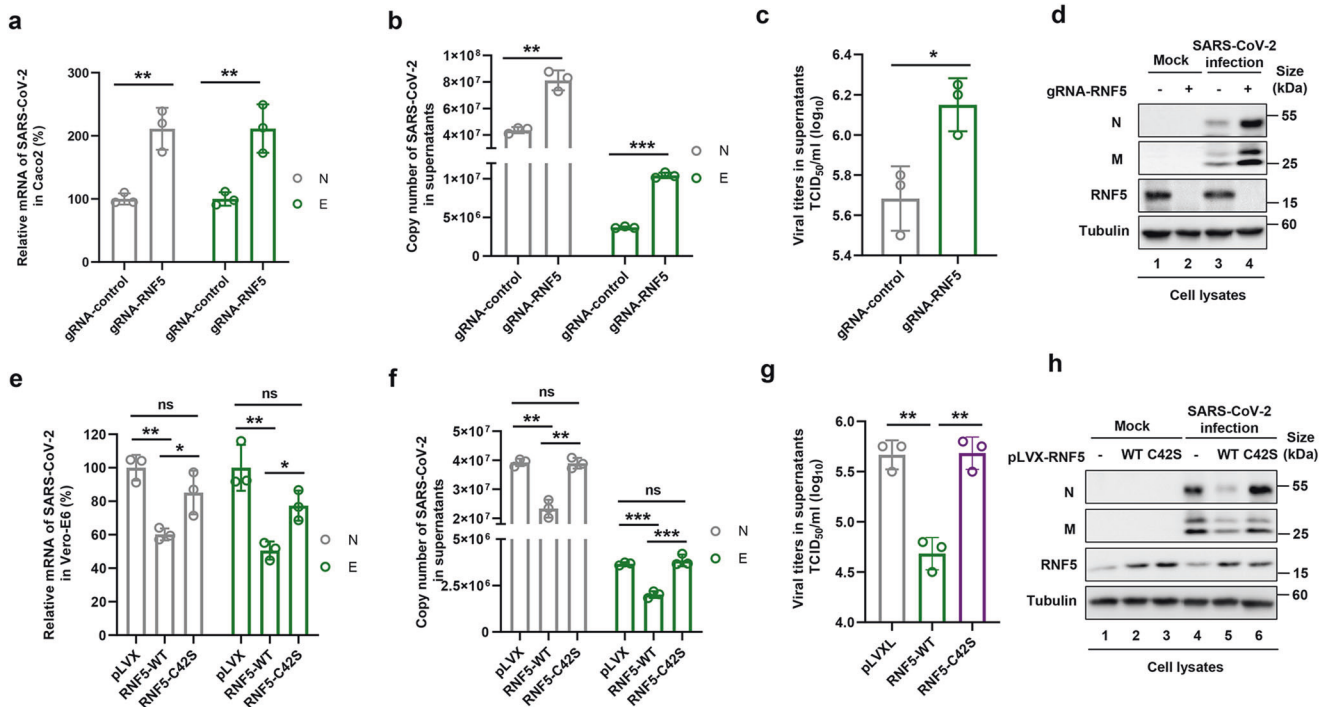 a
Relative mRNA of SARS-CoV-2
in Caco2 (%)
300
200
100
0
**
**
gRNA-control
gRNA-RNF5
gRNA-control
gRNA-RNF5
N
E
b
Copy number of SARS-CoV-2
in supernatants
1×10⁸
8×10⁷
6×10⁷
4×10⁷
1×10⁷
5×10⁶
0
**
***
gRNA-control
gRNA-RNF5
gRNA-control
gRNA-RNF5
N
E
c
Viral titers in supernatants
TCID₅₀/ml (log₁₀)
6.4
6.2
6.0
5.8
5.6
5.4
*
gRNA-control
gRNA-RNF5
d
SARS-CoV-2
Mock infection Size
(kDa)
gRNA-RNF5 - + - +
N 55
M 25
RNF5 15
Tubulin 60
1 2 3 4
Cell lysates
e
Relative mRNA of SARS-CoV-2
in Vero-E6 (%)
120
100
80
60
40
20
0
ns
**
*
ns
**
*
pLVX
RNF5-WT
RNF5-C42S
pLVX
RNF5-WT
RNF5-C42S
N
E
f
Copy number of SARS-CoV-2
in supernatants
5×10⁷
4×10⁷
3×10⁷
2×10⁷
5×10⁶
2.5×10⁶
0
ns
**
**
ns
***
***
pLVX
RNF5-WT
RNF5-C42S
pLVX
RNF5-WT
RNF5-C42S
N
E
g
Viral titers in supernatants
TCID₅₀/ml (log₁₀)
6.0
5.5
5.0
4.5
4.0
**
**
pLVXL
RNF5-WT
RNF5-C42S
h
SARS-CoV-2
Mock infection Size
(kDa)
pLVX-RNF5 - WT C42S - WT C42S
N 55
M 25
RNF5 15
Tubulin 60
1 2 3 4 5 6
Cell lysates